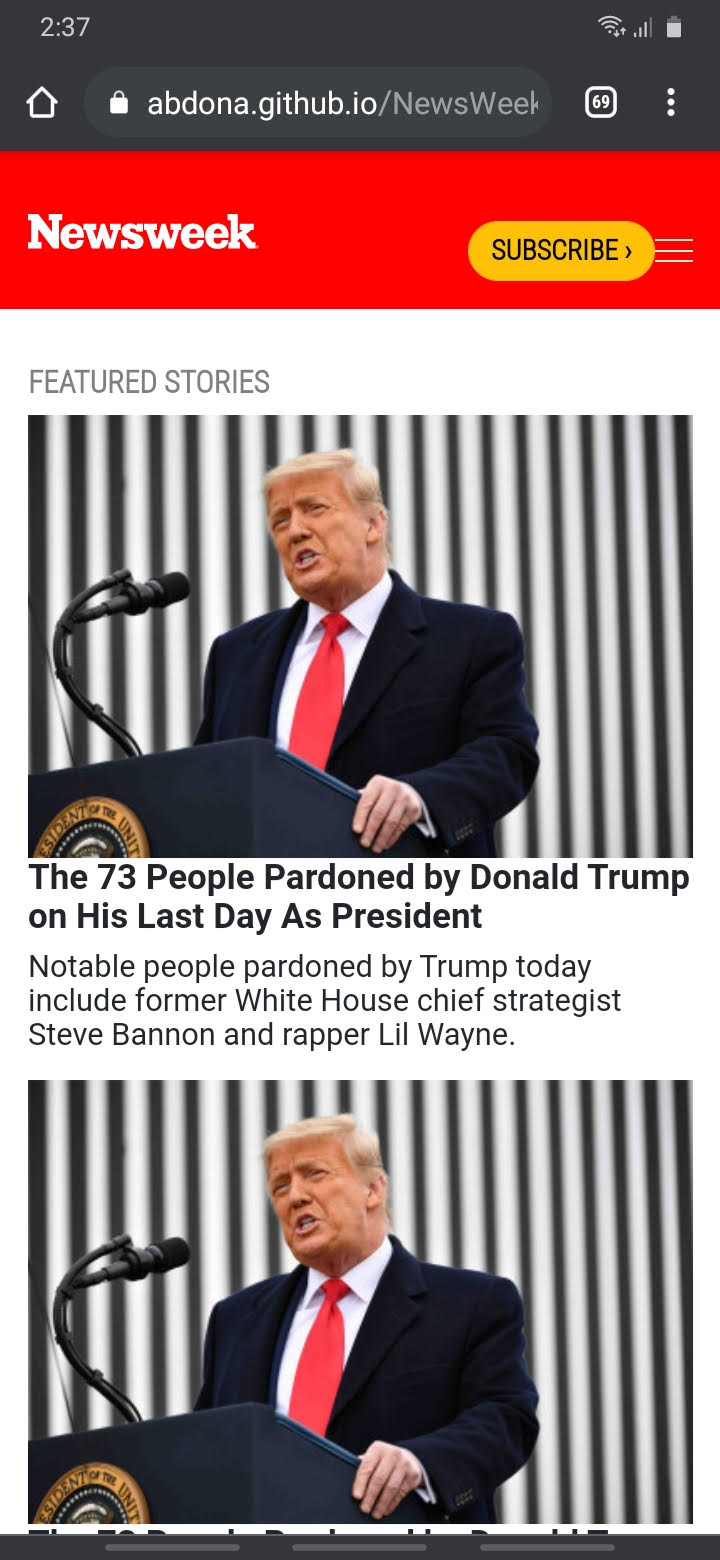 2:37
abdona.github.io/NewsWeek
69
Newsweek
SUBSCRIBE ›
FEATURED STORIES
ESIDENT OF THE UNIT
The 73 People Pardoned by Donald Trump
on His Last Day As President
Notable people pardoned by Trump today
include former White House chief strategist
Steve Bannon and rapper Lil Wayne.
ESIDENT OF THE UNIT